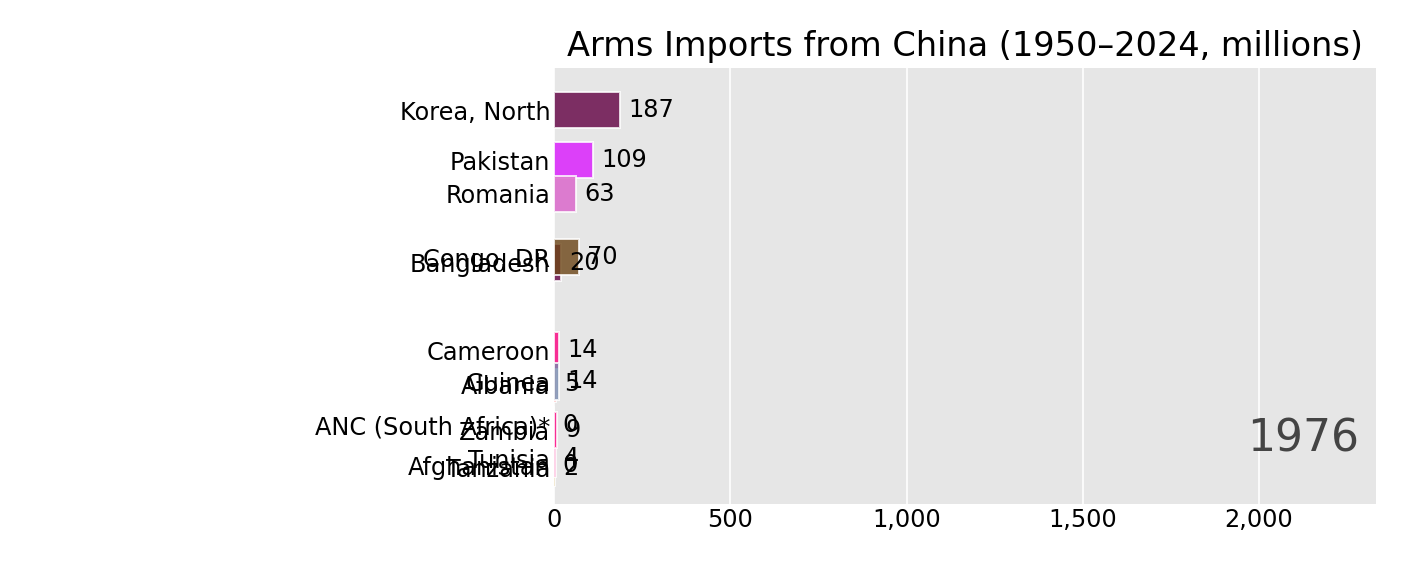 Arms Imports from China (1950–2024, millions)
Korea, North 187
Pakistan 109
Romania 63
Congo, DR 70
Bangladesh 20
Cameroon 14
Guinea 14
Albania 5
ANC (South Africa)* 0
Zambia 9
Tunisia 4
Afghanistan 0
Tanzania 2
1976
0 500 1,000 1,500 2,000